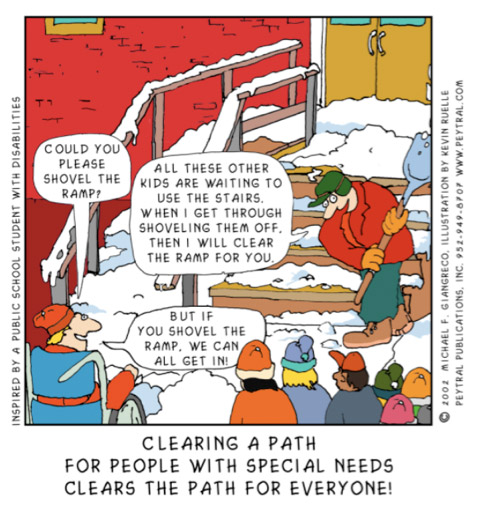 COULD YOU
PLEASE
SHOVEL THE
RAMP?
ALL THESE OTHER
KIDS ARE WAITING TO
USE THE STAIRS.
WHEN I GET THROUGH
SHOVELING THEM OFF,
THEN I WILL CLEAR
THE RAMP FOR YOU.
BUT IF
YOU SHOVEL THE
RAMP, WE CAN
ALL GET IN!
CLEARING A PATH
FOR PEOPLE WITH SPECIAL NEEDS
CLEARS THE PATH FOR EVERYONE!
INSPIRED BY A PUBLIC SCHOOL STUDENT WITH DISABILITIES
© 2002 MICHAEL F. GIANGRECO, ILLUSTRATION BY KEVIN RUELLE
PEYTRAL PUBLICATIONS, INC. 952-949-8707 WWW.PEYTRAL.COM